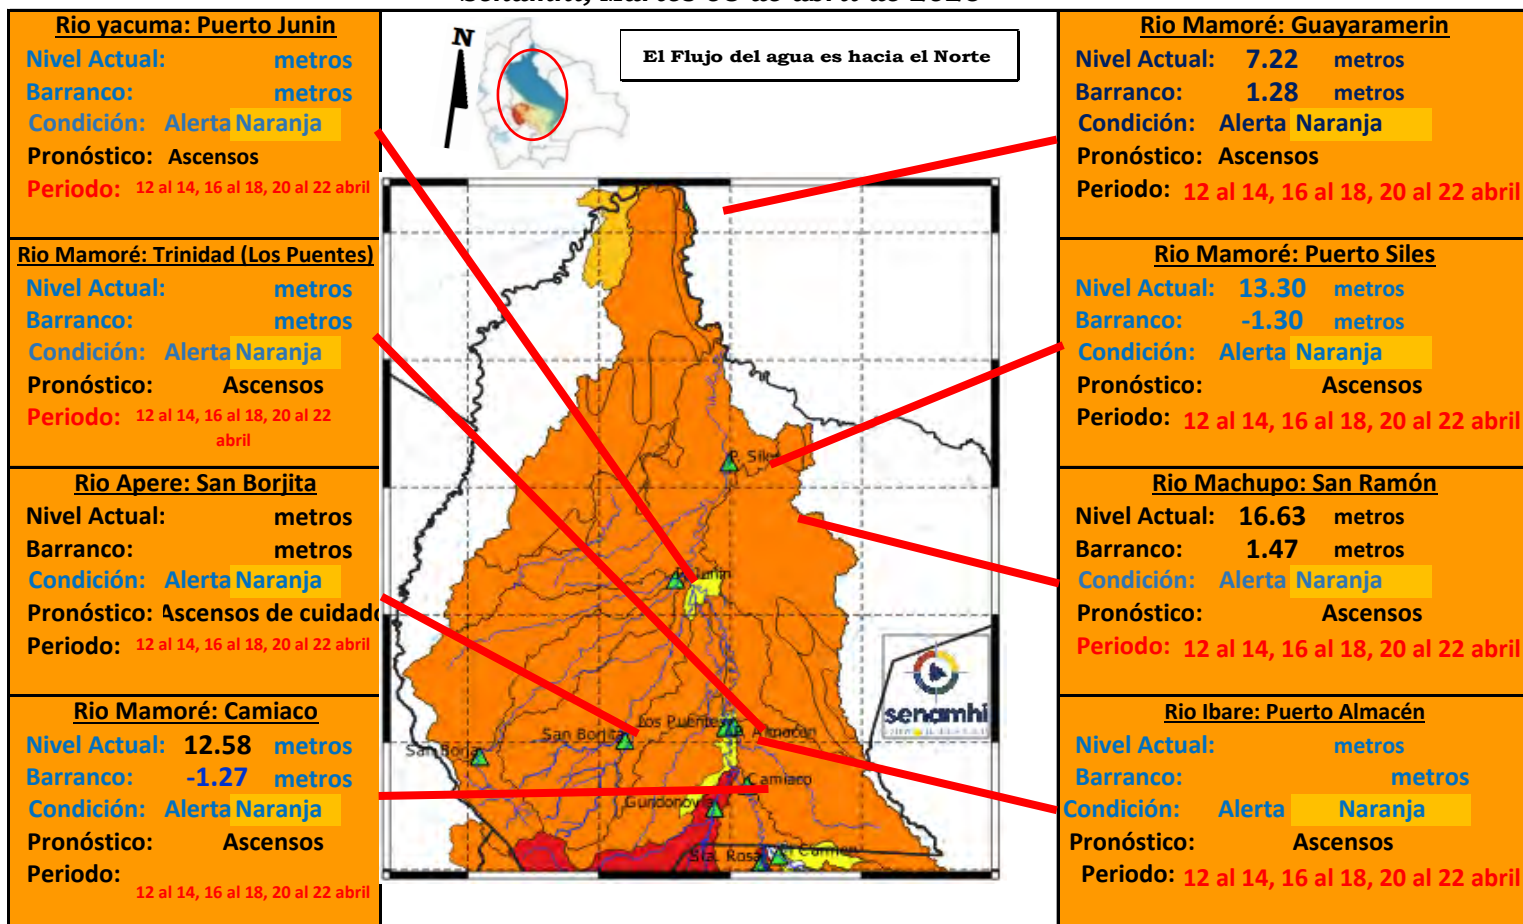 Rio yacuma: Puerto Junin
Nivel Actual: metros
Barranco: metros
Condición: Alerta Naranja
Pronóstico: Ascensos
Periodo: 12 al 14, 16 al 18, 20 al 22 abril
Rio Mamoré: Trinidad (Los Puentes)
Nivel Actual: metros
Barranco: metros
Condición: Alerta Naranja
Pronóstico: Ascensos
Periodo: 12 al 14, 16 al 18, 20 al 22
abril
Rio Apere: San Borjita
Nivel Actual: metros
Barranco: metros
Condición: Alerta Naranja
Pronóstico: Ascensos de cuidado
Periodo: 12 al 14, 16 al 18, 20 al 22 abril
Rio Mamoré: Camiaco
Nivel Actual: 12.58 metros
Barranco: -1.27 metros
Condición: Alerta Naranja
Pronóstico: Ascensos
Periodo:
12 al 14, 16 al 18, 20 al 22 abril
N
El Flujo del agua es hacia el Norte
P. Siles
P. Junin
Los Puentes
P. Almacén
San Borjita
San Borja
Camiaco
Gundonovia
Sta. Rosa
El Carmen
senamhi
Rio Mamoré: Guayaramerin
Nivel Actual: 7.22 metros
Barranco: 1.28 metros
Condición: Alerta Naranja
Pronóstico: Ascensos
Periodo: 12 al 14, 16 al 18, 20 al 22 abril
Rio Mamoré: Puerto Siles
Nivel Actual: 13.30 metros
Barranco: -1.30 metros
Condición: Alerta Naranja
Pronóstico: Ascensos
Periodo: 12 al 14, 16 al 18, 20 al 22 abril
Rio Machupo: San Ramón
Nivel Actual: 16.63 metros
Barranco: 1.47 metros
Condición: Alerta Naranja
Pronóstico: Ascensos
Periodo: 12 al 14, 16 al 18, 20 al 22 abril
Rio Ibare: Puerto Almacén
Nivel Actual: metros
Barranco: metros
Condición: Alerta Naranja
Pronóstico: Ascensos
Periodo: 12 al 14, 16 al 18, 20 al 22 abril